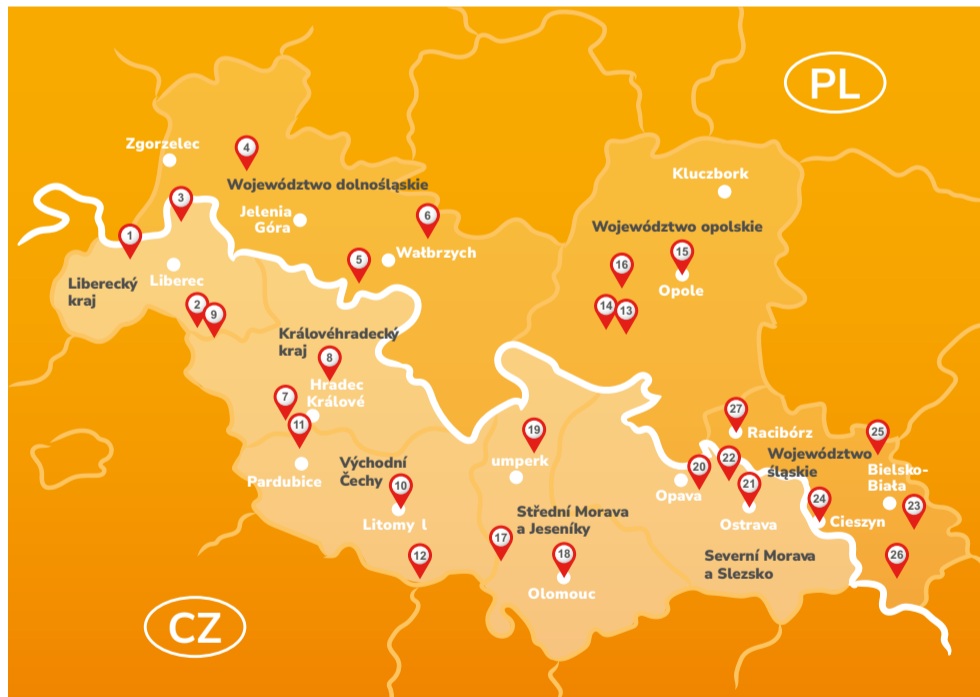 PL
Zgorzelec
4
Kluczbork
Województwo dolnośląskie
3
Jelenia
Góra
6
Województwo opolskie
1
5
Wałbrzych
15
16
Opole
Liberecký
kraj
Liberec
2
9
14
13
Královéhradecký
kraj
8
Hradec
Králové
7
11
27
Racibórz
25
19
umperk
Východní
Čechy
Województwo
śląskie
Pardubice
22
20
Opava
Bielsko-
Biała
10
21
24
Litomy l
Ostrava
Cieszyn
23
Střední Morava
a Jeseníky
17
12
18
Olomouc
Severní Morava
a Slezsko
26
CZ